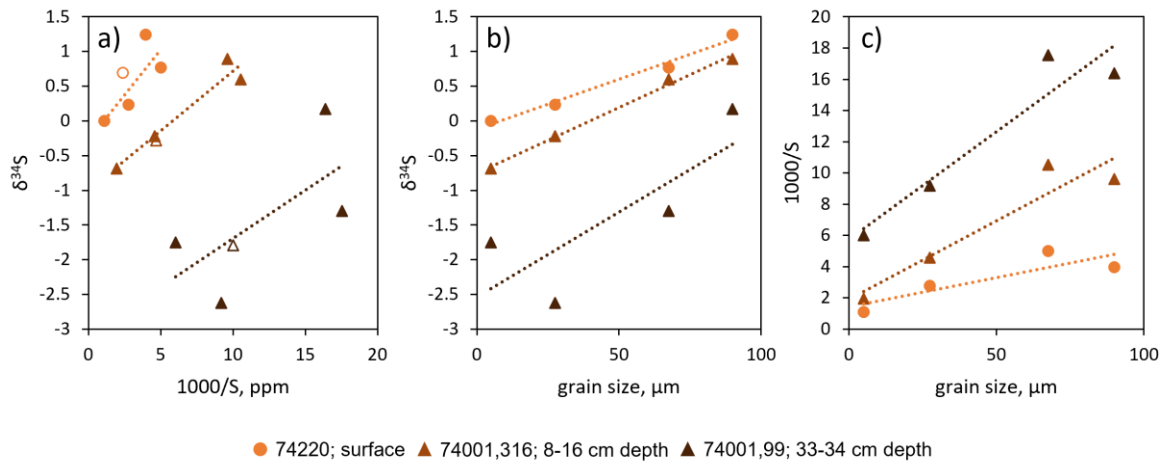 a)
1.5
1
0.5
0
-0.5
-1
-1.5
-2
-2.5
-3
δ³⁴S
0 5 10 15 20
1000/S, ppm
b)
1.5
1
0.5
0
-0.5
-1
-1.5
-2
-2.5
-3
δ³⁴S
0 50 100
grain size, µm
c)
20
18
16
14
12
10
8
6
4
2
0
1000/S
0 50 100
grain size, µm
74220; surface 74001,316; 8-16 cm depth 74001,99; 33-34 cm depth